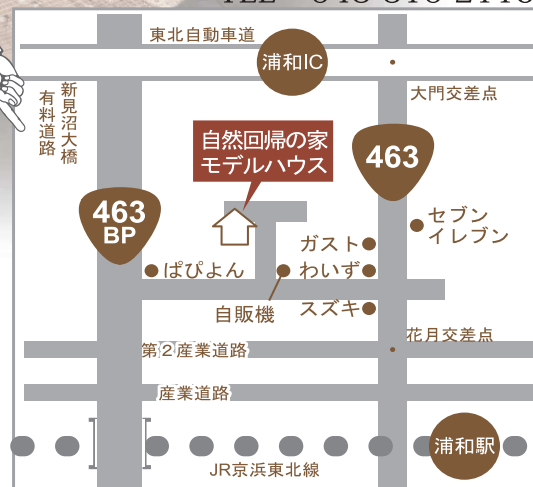 東北自動車道
浦和IC
大門交差点
新見沼大橋
有料道路
自然回帰の家
モデルハウス
463
463
BP
セブン
イレブン
ガスト
ぱぴよん
わいず
自販機
スズキ
花月交差点
第2産業道路
産業道路
浦和駅
JR京浜東北線